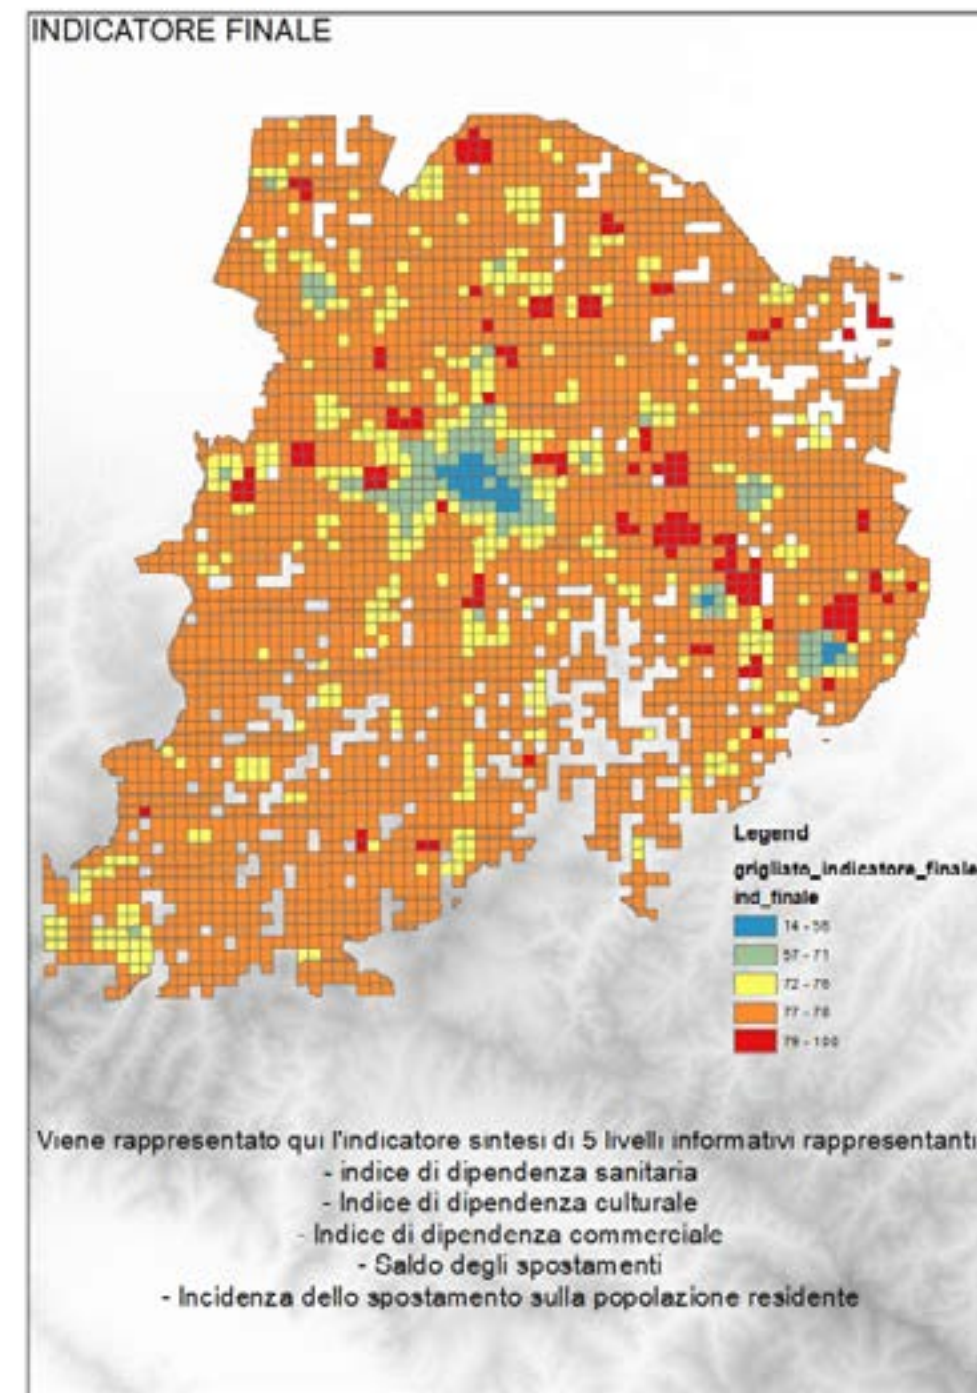 INDICATORE FINALE
Legend
grigliato_indicatore_finale
ind_finale
14 - 56
57 - 71
72 - 76
77 - 78
79 - 100
Viene rappresentato qui l'indicatore sintesi di 5 livelli informativi rappresentanti
- indice di dipendenza sanitaria
- Indice di dipendenza culturale
- Indice di dipendenza commerciale
- Saldo degli spostamenti
- Incidenza dello spostamento sulla popolazione residente